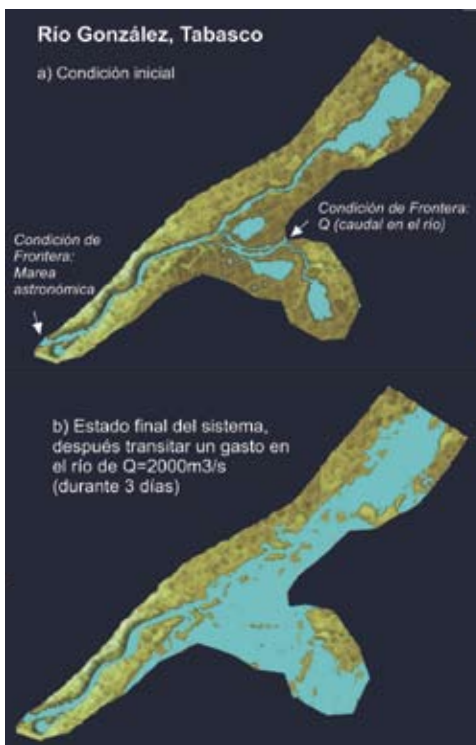 Río González, Tabasco
a) Condición inicial
Condición de Frontera:
Q (caudal en el río)
Condición de
Frontera:
Marea
astronómica
b) Estado final del sistema,
después transitar un gasto en
el río de Q=2000m3/s
(durante 3 días)